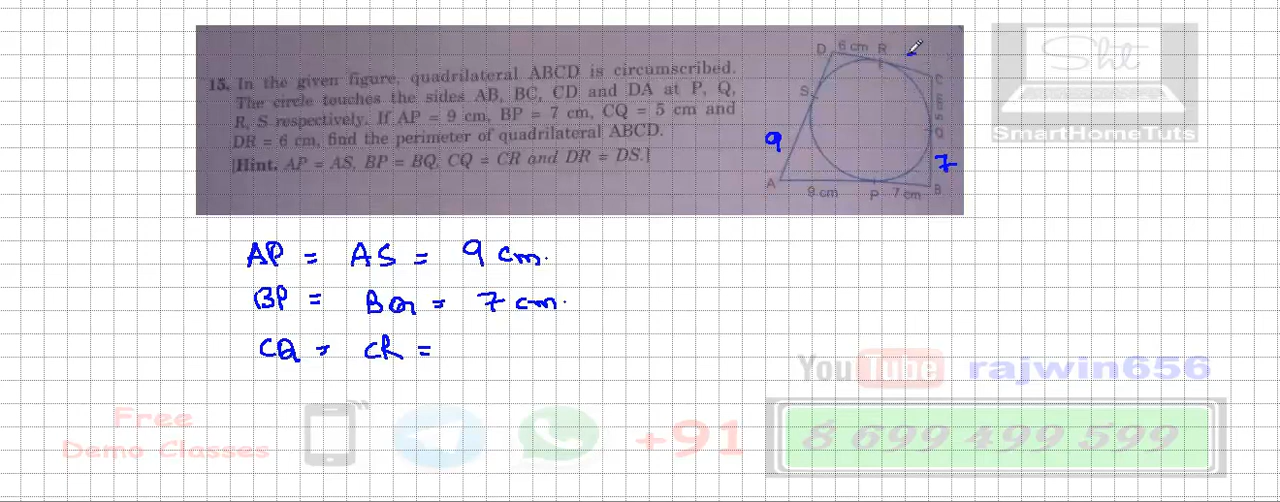 15. In the given figure, quadrilateral ABCD is circumscribed.
The circle touches the sides AB, BC, CD and DA at P, Q,
R, S respectively. If AP = 9 cm, BP = 7 cm, CQ = 5 cm and
DR = 6 cm, find the perimeter of quadrilateral ABCD.
[Hint. AP = AS, BP = BQ, CQ = CR and DR = DS.]
D 6 cm R
C
S
5 cm
Q
9
7
A
9 cm P 7 cm B
Sht
SmartHomeTuts
AP = AS = 9 cm.
BP = BQ = 7 cm.
CQ = CR =
YouTube rajwin656
Free
Demo Classes
+91 8 699 499 599